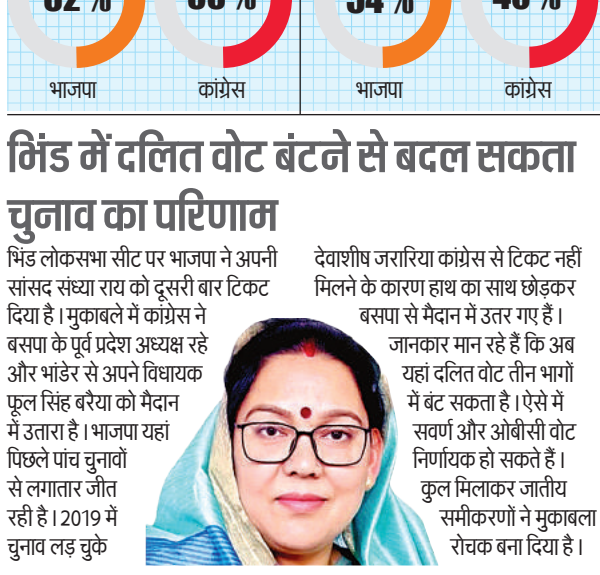 भाजपा
कांग्रेस
भाजपा
कांग्रेस
भिंड में दलित वोट बंटने से बदल सकता
चुनाव का परिणाम
भिंड लोकसभा सीट पर भाजपा ने अपनी
सांसद संध्या राय को दूसरी बार टिकट
दिया है। मुकाबले में कांग्रेस ने
बसपा के पूर्व प्रदेश अध्यक्ष रहे
और भांडेर से अपने विधायक
फूल सिंह बरैया को मैदान
में उतारा है। भाजपा यहां
पिछले पांच चुनावों
से लगातार जीत
रही है। 2019 में
चुनाव लड़ चुके
देवाशीष जरारिया कांग्रेस से टिकट नहीं
मिलने के कारण हाथ का साथ छोड़कर
बसपा से मैदान में उतर गए हैं।
जानकार मान रहे हैं कि अब
यहां दलित वोट तीन भागों
में बंट सकता है। ऐसे में
सवर्ण और ओबीसी वोट
निर्णायक हो सकते हैं।
कुल मिलाकर जातीय
समीकरणों ने मुकाबला
रोचक बना दिया है।